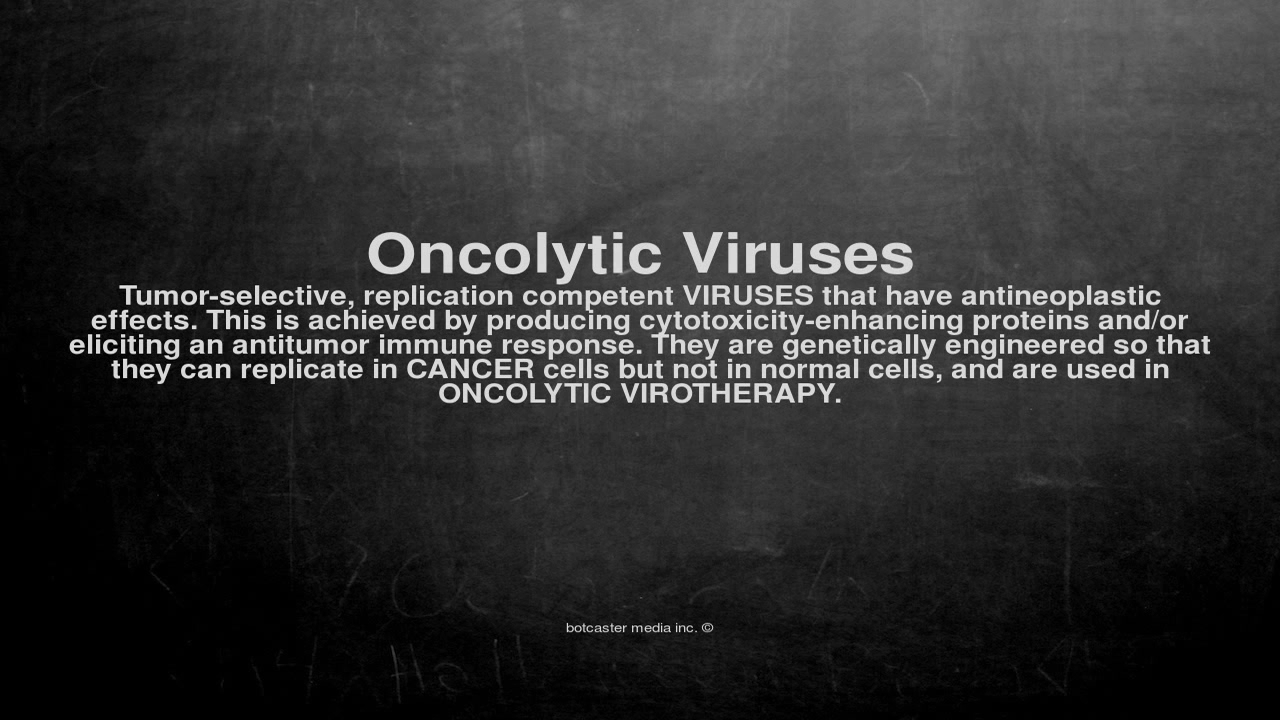 Oncolytic Viruses
Tumor-selective, replication competent VIRUSES that have antineoplastic
effects. This is achieved by producing cytotoxicity-enhancing proteins and/or
eliciting an antitumor immune response. They are genetically engineered so that
they can replicate in CANCER cells but not in normal cells, and are used in
ONCOLYTIC VIROTHERAPY.
botcaster media inc. ©